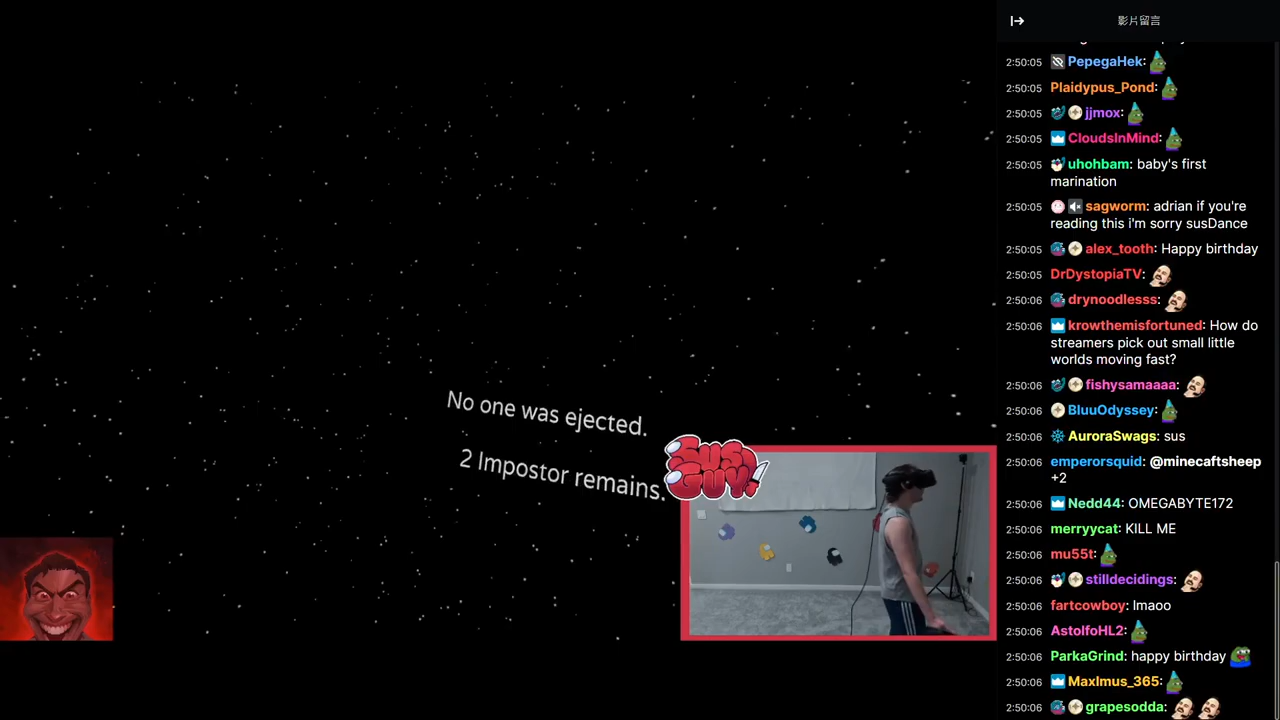 No one was ejected.
2 Impostor remains.
SUS
GUY!
影片留言
2:50:05 PepegaHek:
2:50:05 Plaidypus_Pond:
2:50:05 jjmox:
2:50:05 CloudsInMind:
2:50:05 uhohbam: baby's first
marination
2:50:05 sagworm: adrian if you're
reading this i'm sorry susDance
2:50:05 alex_tooth: Happy birthday
2:50:05 DrDystopiaTV:
2:50:06 drynoodlesss:
2:50:06 krowthemisfortuned: How do
streamers pick out small little
worlds moving fast?
2:50:06 fishysamaaaa:
2:50:06 BluuOdyssey:
2:50:06 AuroraSwags: sus
2:50:06 emperorsquid: @minecaftsheep
+2
2:50:06 Nedd44: OMEGABYTE172
2:50:06 merryycat: KILL ME
2:50:06 mu55t:
2:50:06 stilldecidings:
2:50:06 fartcowboy: lmaoo
2:50:06 AstolfoHL2:
2:50:06 ParkaGrind: happy birthday
2:50:06 MaxImus_365:
2:50:06 grapesodda: